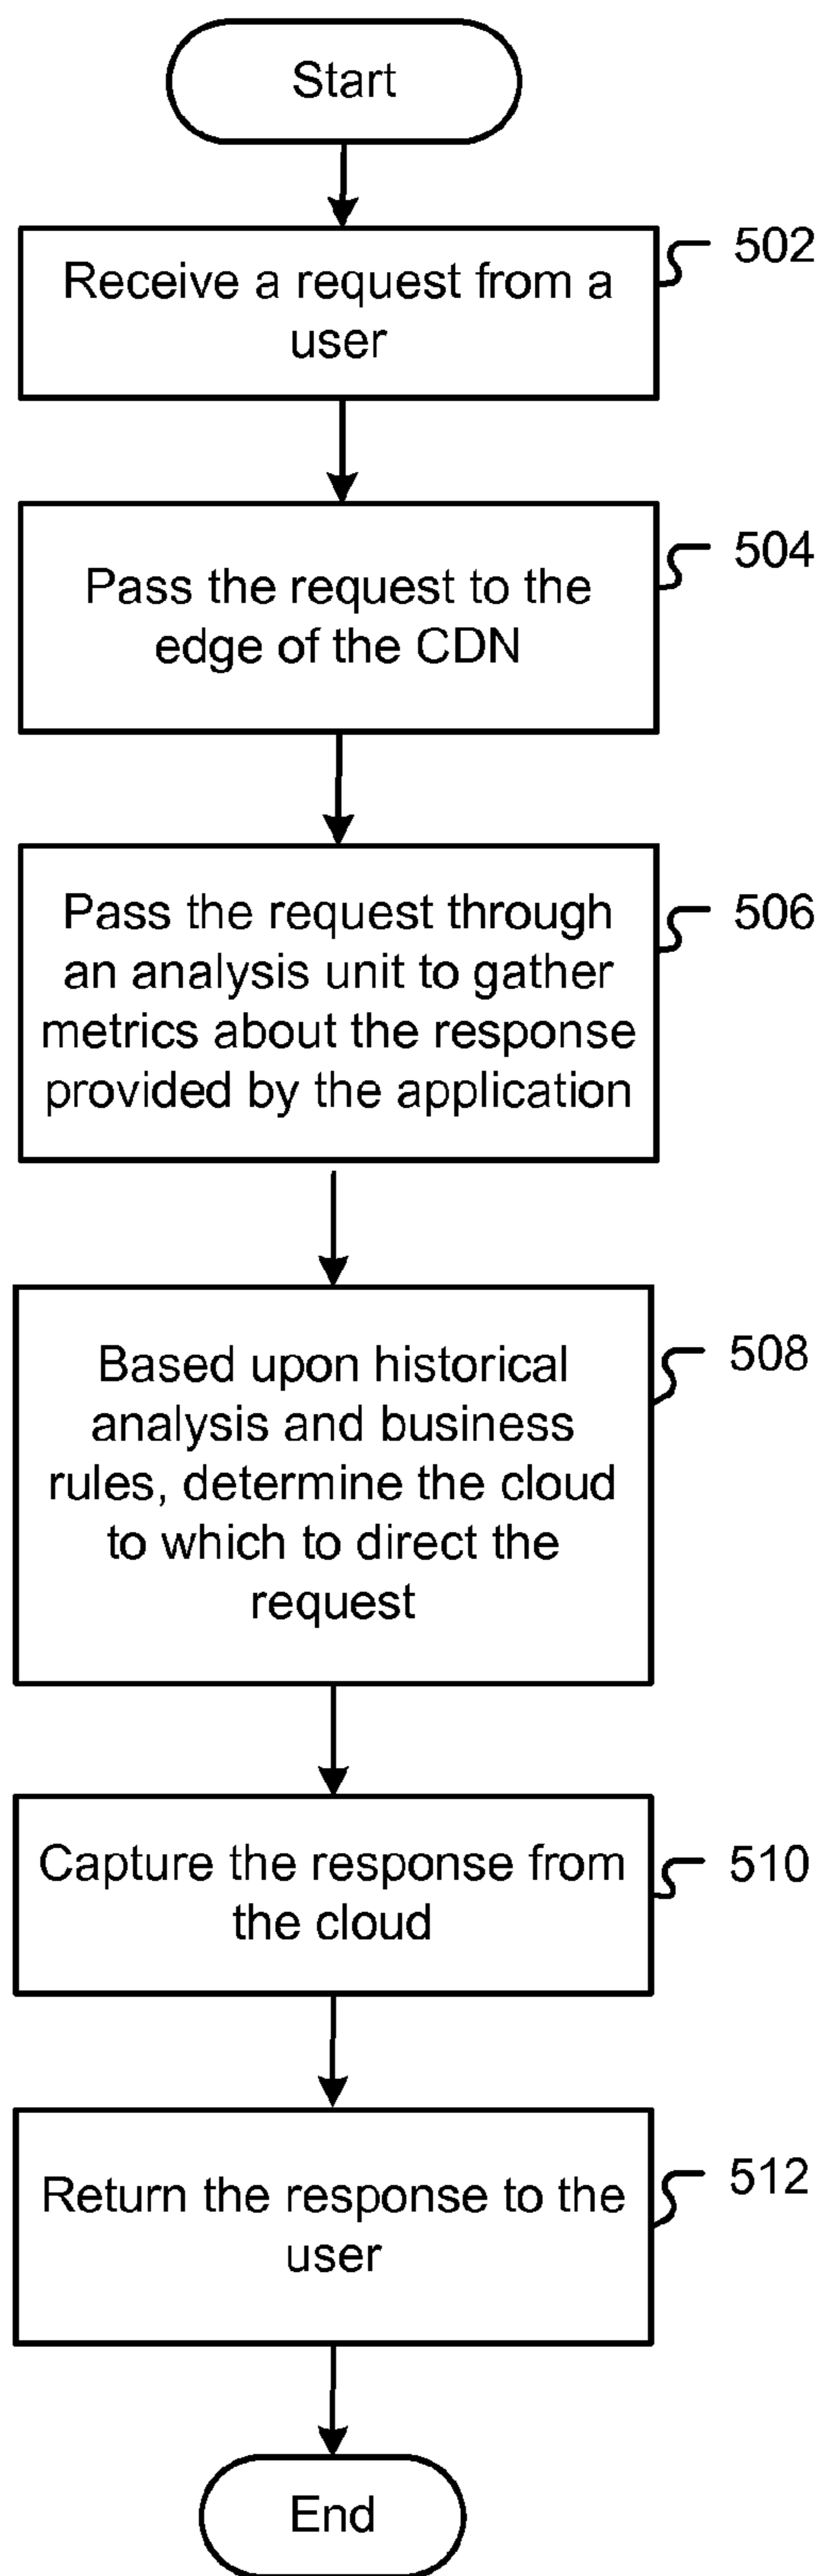 Start
502
Receive a request from a
user
504
Pass the request to the
edge of the CDN
506
Pass the request through
an analysis unit to gather
metrics about the response
provided by the application
508
Based upon historical
analysis and business
rules, determine the cloud
to which to direct the
request
510
Capture the response from
the cloud
512
Return the response to the
user
End